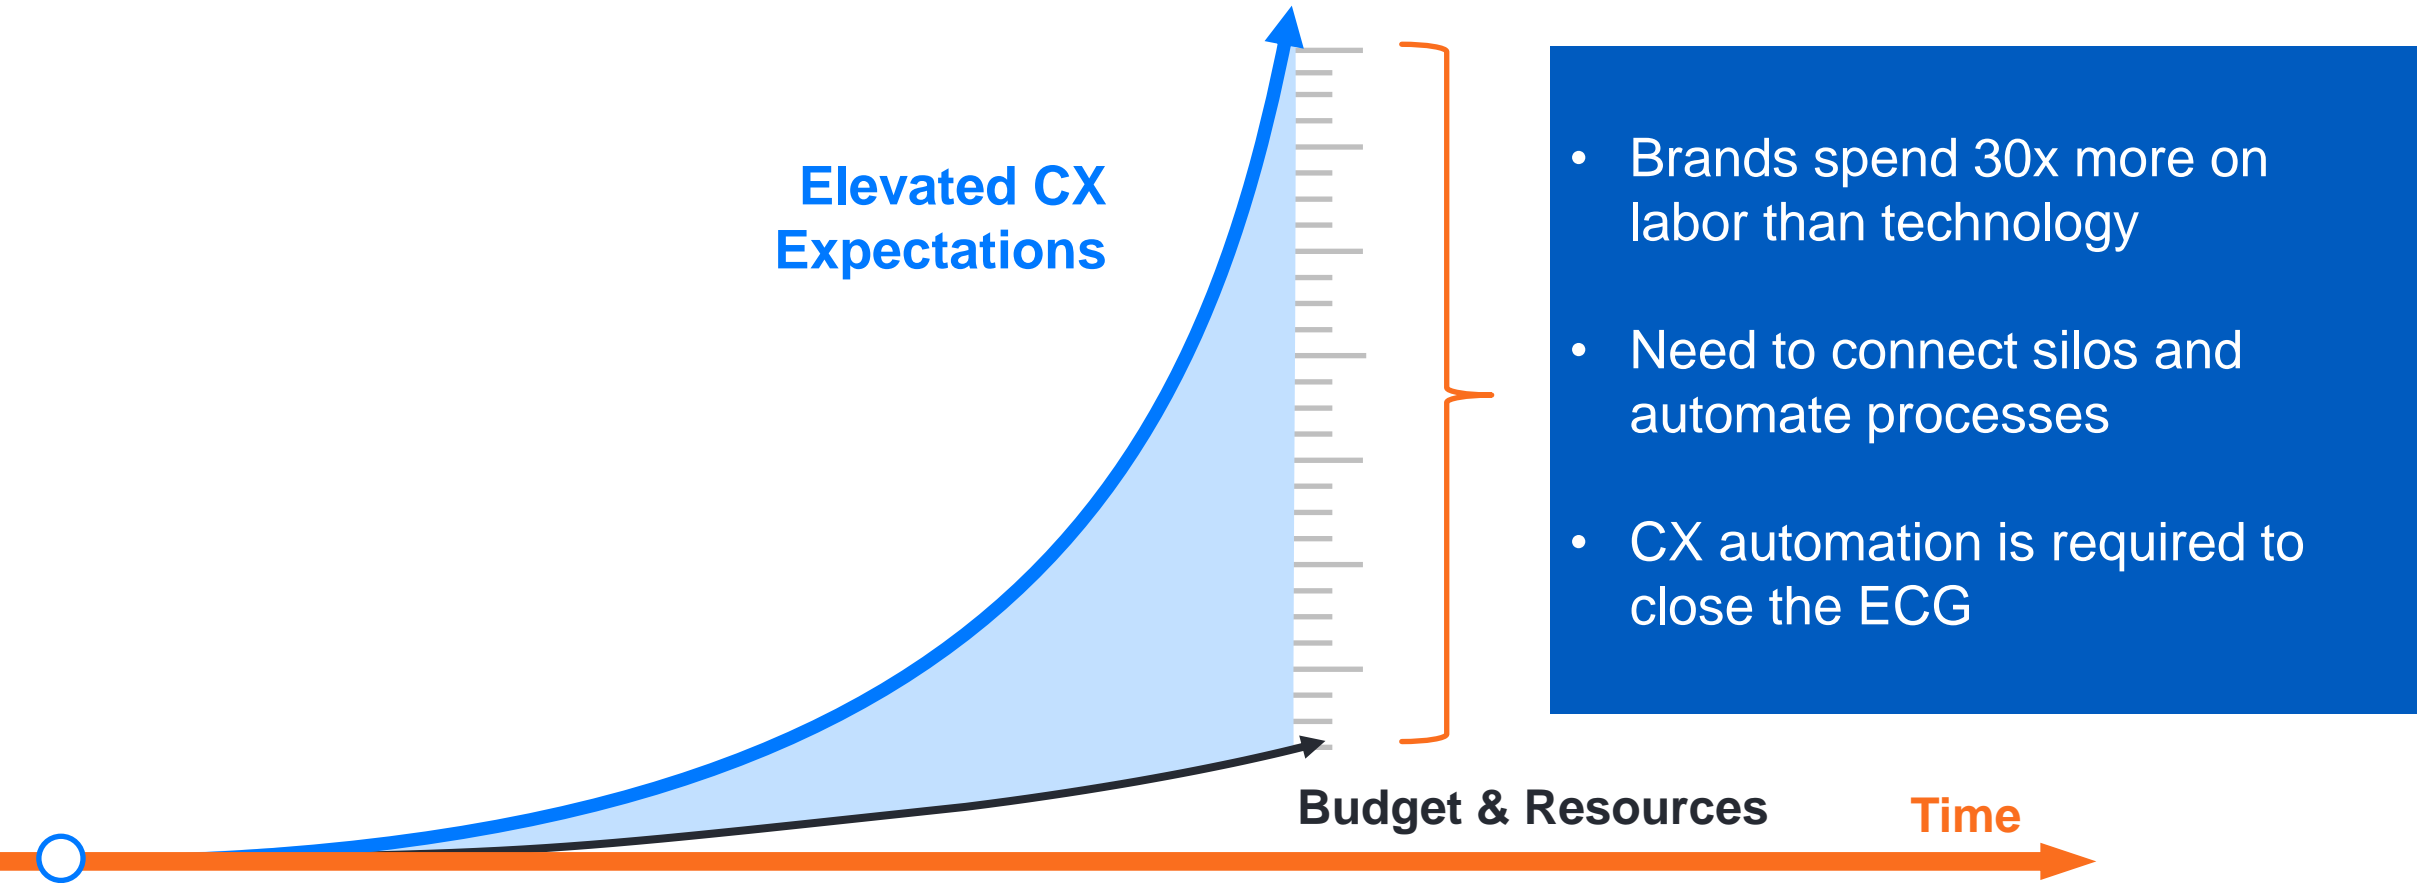 Elevated CX
Expectations
• Brands spend 30x more on
labor than technology
• Need to connect silos and
automate processes
• CX automation is required to
close the ECG
Budget & Resources
Time